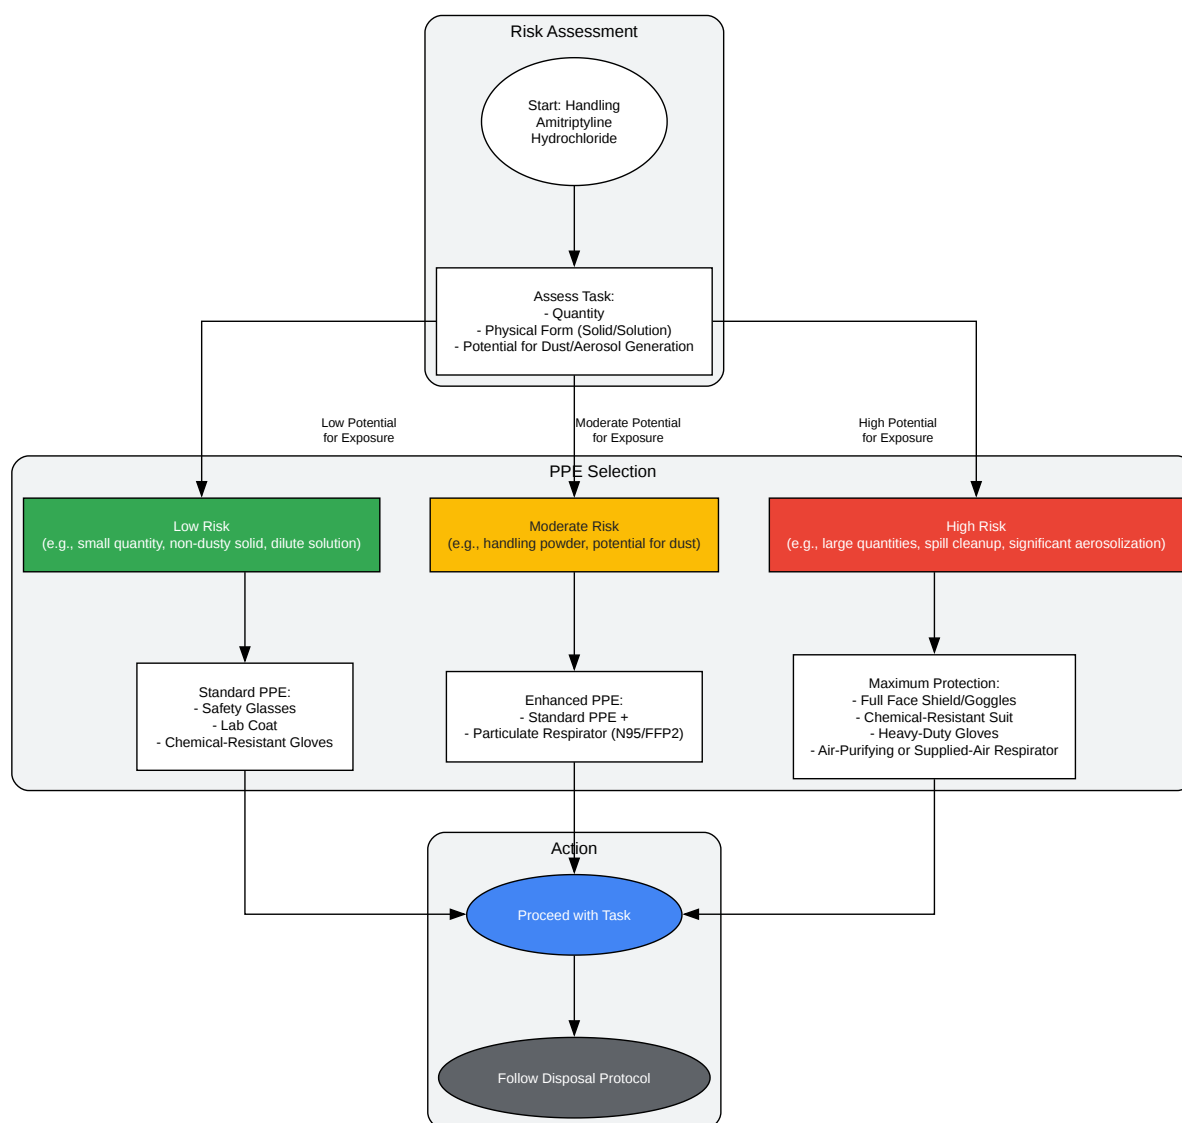 Risk Assessment
Start: Handling
Amitriptyline
Hydrochloride
Assess Task:
- Quantity
- Physical Form (Solid/Solution)
- Potential for Dust/Aerosol Generation
Low Potential
for Exposure
Moderate Potential
for Exposure
High Potential
for Exposure
PPE Selection
Low Risk
(e.g., small quantity, non-dusty solid, dilute solution)
Moderate Risk
(e.g., handling powder, potential for dust)
High Risk
(e.g., large quantities, spill cleanup, significant aerosolization)
Standard PPE:
- Safety Glasses
- Lab Coat
- Chemical-Resistant Gloves
Enhanced PPE:
- Standard PPE +
- Particulate Respirator (N95/FFP2)
Maximum Protection:
- Full Face Shield/Goggles
- Chemical-Resistant Suit
- Heavy-Duty Gloves
- Air-Purifying or Supplied-Air Respirator
Action
Proceed with Task
Follow Disposal Protocol